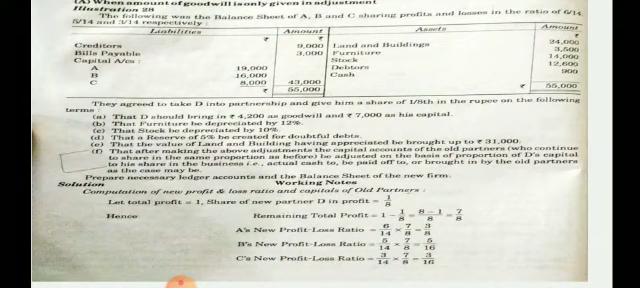 (A) When amount of goodwill is only given in adjustment
Illustration 28
The following was the Balance Sheet of A, B and C sharing profits and losses in the ratio of 6/14,
5/14 and 3/14 respectively :
Liabilities Amount Assets Amount
₹ ₹
Creditors 9,000 Land and Buildings 24,000
Bills Payable 3,000 Furniture 3,500
Capital A/cs : Stock 14,000
A 19,000 Debtors 12,600
B 16,000 Cash 900
C 8,000 43,000
₹ 55,000 ₹ 55,000
They agreed to take D into partnership and give him a share of 1/8th in the rupee on the following
terms :
(a) That D should bring in ₹ 4,200 as goodwill and ₹ 7,000 as his capital.
(b) That Furniture be depreciated by 12%.
(c) That Stock be depreciated by 10%.
(d) That a Reserve of 5% be created for doubtful debts.
(e) That the value of Land and Building having appreciated be brought up to ₹ 31,000.
(f) That after making the above adjustments the capital accounts of the old partners (who continue
to share in the same proportion as before) be adjusted on the basis of proportion of D's capital
to his share in the business i.e., actual cash to, be paid off to, or brought in by the old partners
as the case may be.
Prepare necessary ledger accounts and the Balance Sheet of the new firm.
Solution Working Notes
Computation of new profit & loss ratio and capitals of Old Partners :
Let total profit = 1, Share of new partner D in profit = 1/8
Hence Remaining Total Profit = 1 - 1/8 = 8 - 1/8 = 7/8
A's New Profit-Loss Ratio = 6/14 × 7/8 = 3/8
B's New Profit-Loss Ratio = 5/14 × 7/8 = 5/16
C's New Profit-Loss Ratio = 3/14 × 7/8 = 3/16